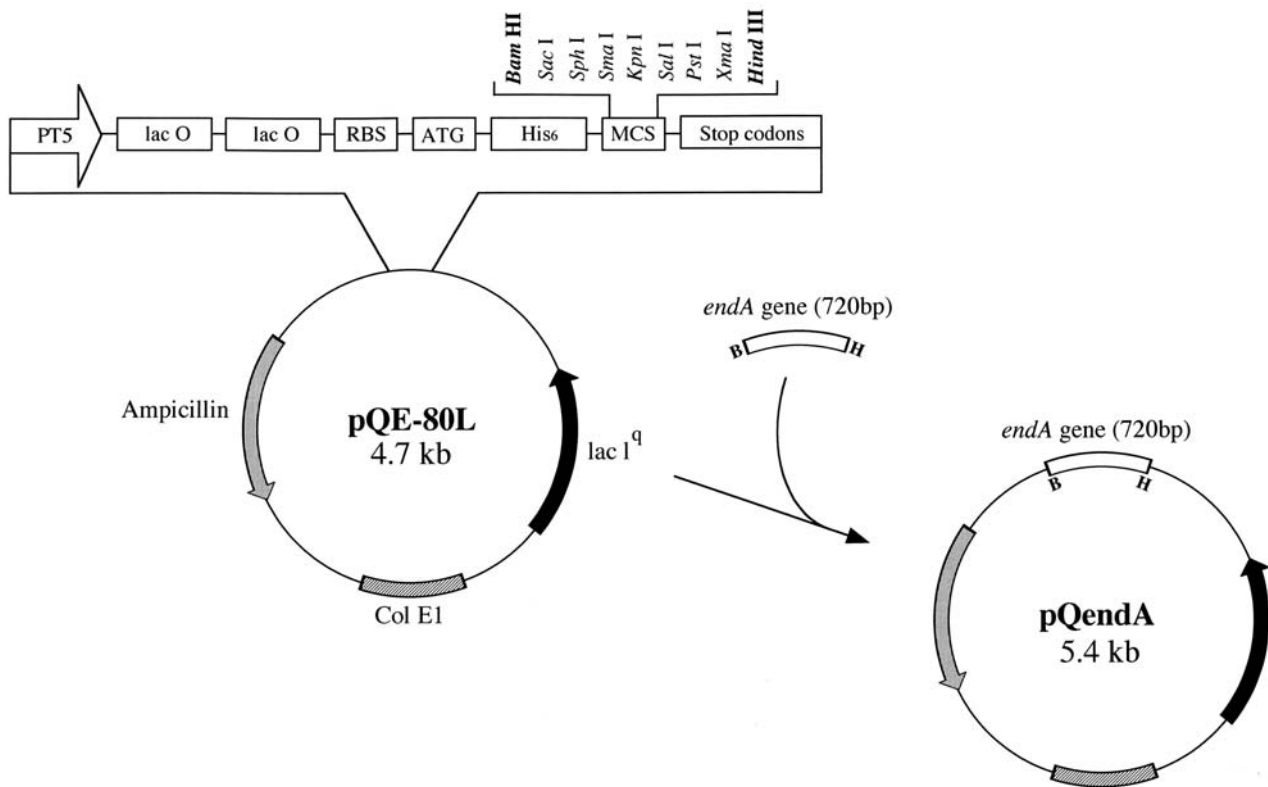 Bam HI
Sac I
Sph I
Sma I
Kpn I
Sal I
Pst I
Xma I
Hind III
PT5
lac O
lac O
RBS
ATG
His6
MCS
Stop codons
Ampicillin
pQE-80L
4.7 kb
lac l q
Col E1
endA gene (720bp)
B
H
endA gene (720bp)
B
H
pQendA
5.4 kb